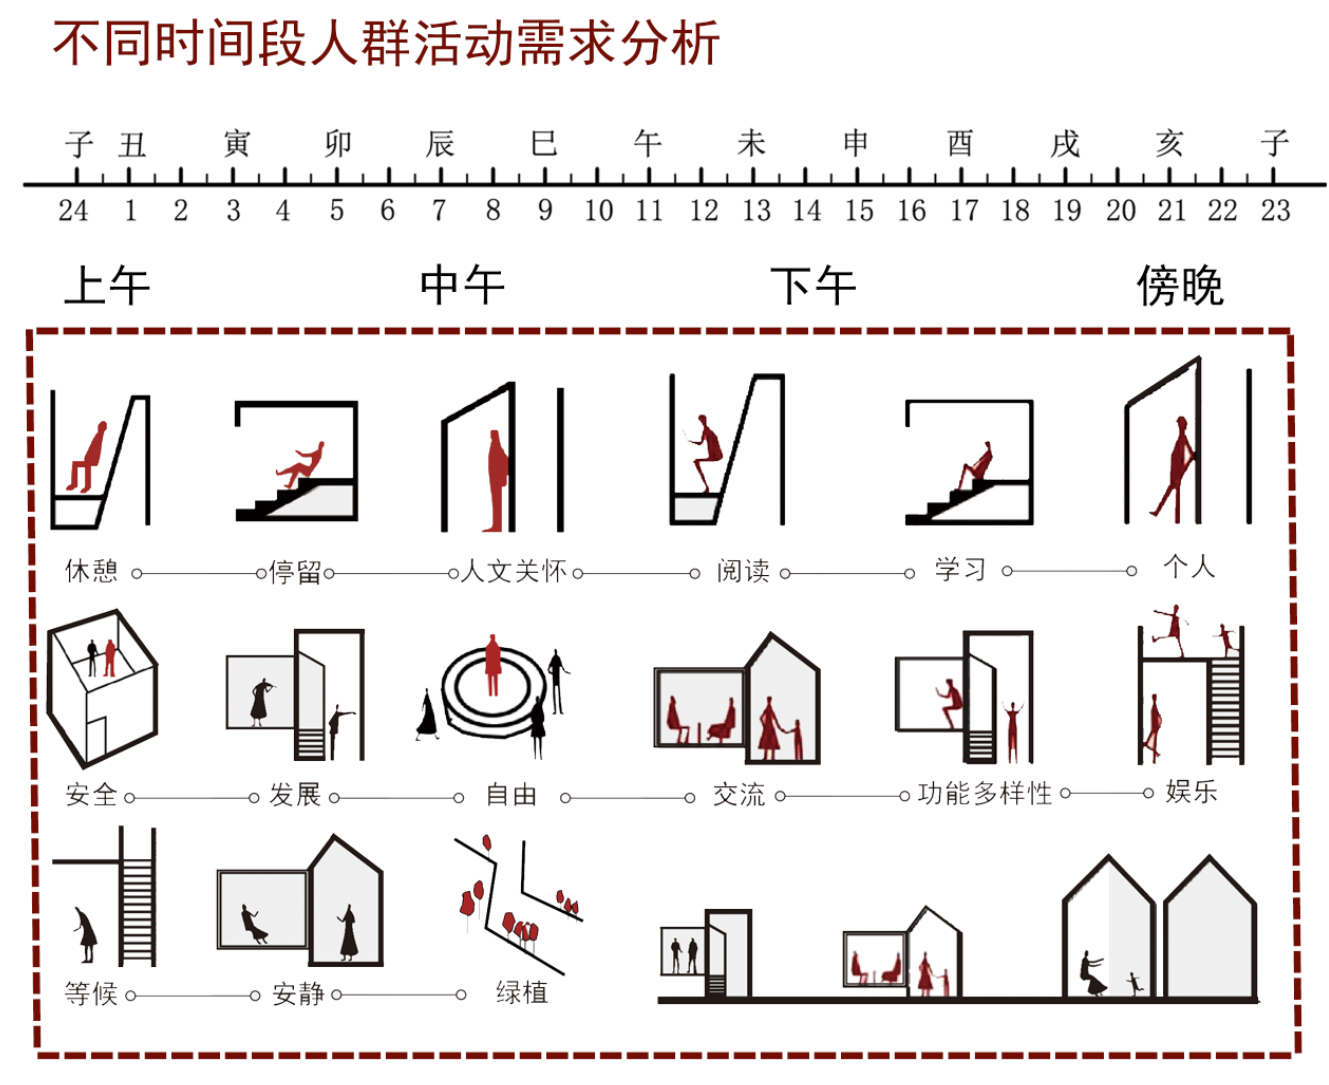 不同时间段人群活动需求分析
子 丑 寅 卯 辰 巳 午 未 申 酉 戌 亥 子
24 1 2 3 4 5 6 7 8 9 10 11 12 13 14 15 16 17 18 19 20 21 22 23
上午 中午 下午 傍晚
休憩 停留 人文关怀 阅读 学习 个人
安全 发展 自由 交流 功能多样性 娱乐
等候 安静 绿植